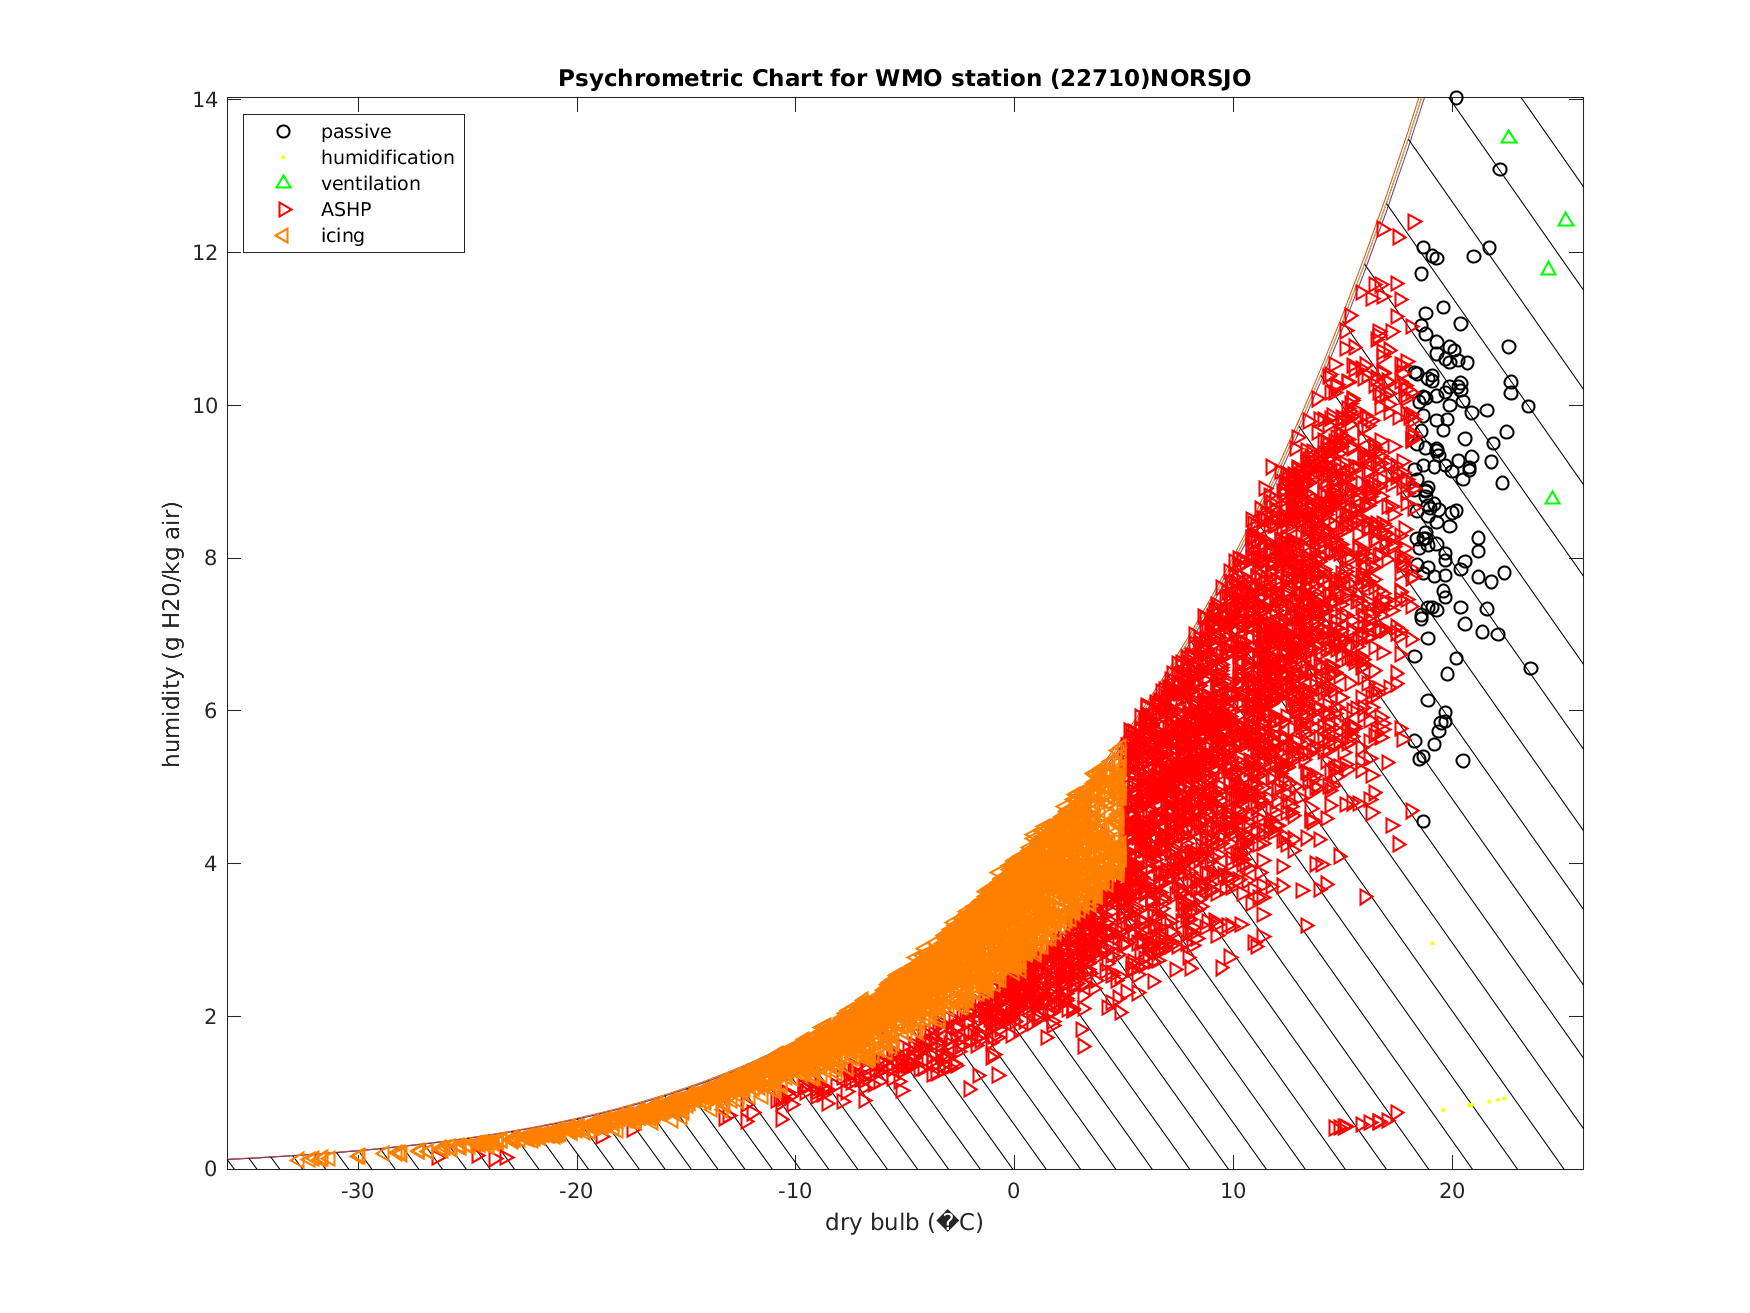 Psychrometric Chart for WMO station (22710)NORSJO
passive
humidification
ventilation
ASHP
icing
humidity (g H20/kg air)
14
12
10
8
6
4
2
0
-30 -20 -10 0 10 20
dry bulb (�C)